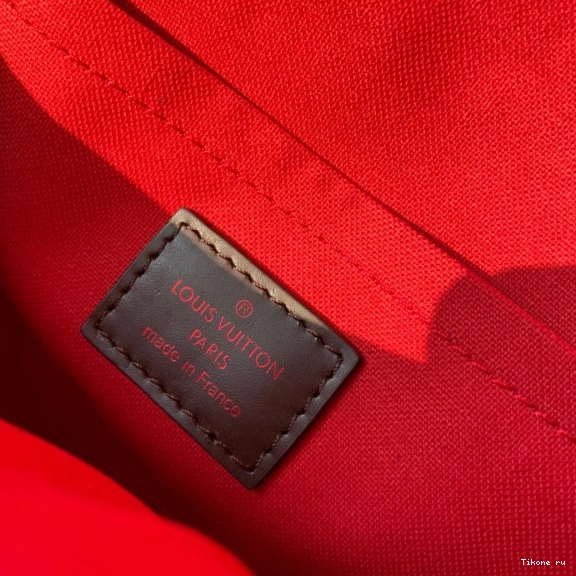 ®
LOUIS VUITTON
PARIS
made in France
Tikone ru